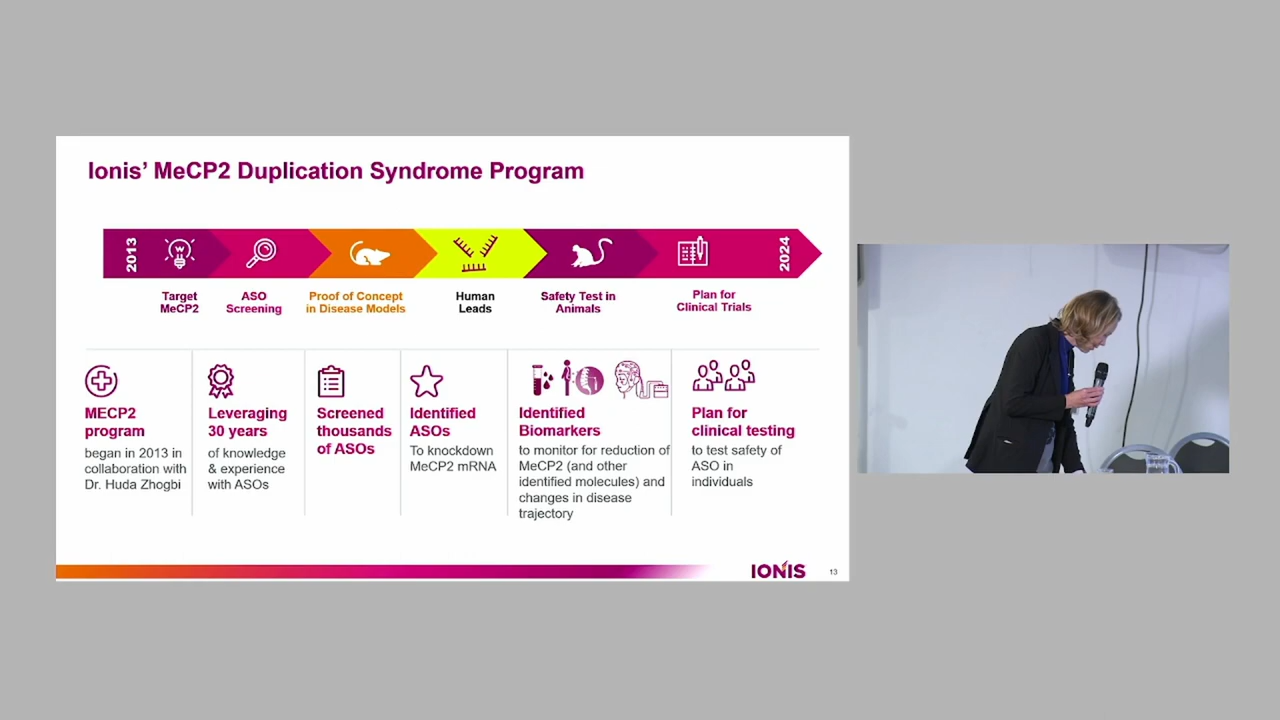 Ionis' MeCP2 Duplication Syndrome Program
2013
2024
Target
MeCP2
ASO
Screening
Proof of Concept
in Disease Models
Human
Leads
Safety Test in
Animals
Plan for
Clinical Trials
MECP2
program
began in 2013 in
collaboration with
Dr. Huda Zhogbi
Leveraging
30 years
of knowledge
& experience
with ASOs
Screened
thousands
of ASOs
Identified
ASOs
To knockdown
MeCP2 mRNA
Identified
Biomarkers
to monitor for reduction of
MeCP2 (and other
identified molecules) and
changes in disease
trajectory
Plan for
clinical testing
to test safety of
ASO in
individuals
IONIS
13